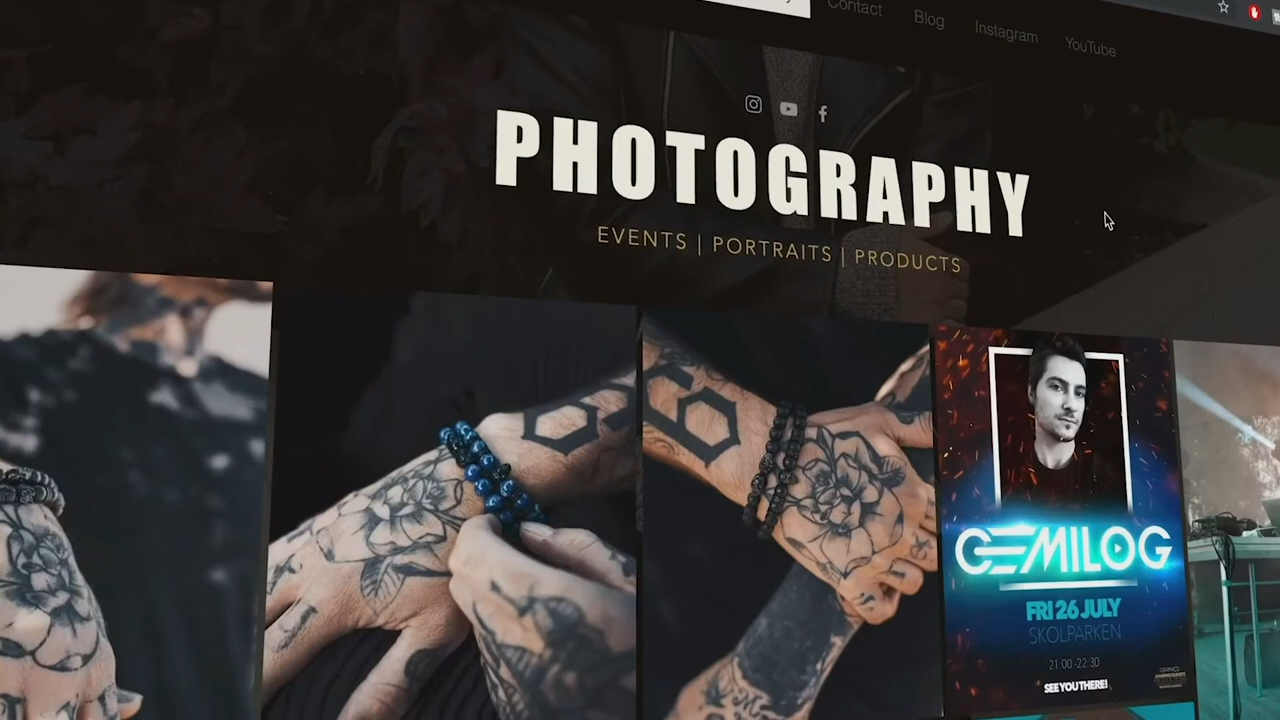 Contact
Blog
Instagram
YouTube
PHOTOGRAPHY
EVENTS | PORTRAITS | PRODUCTS
GEMILOG
FRI 26 JULY
SKOLPARKEN
21:00-22:30
SEE YOU THERE!